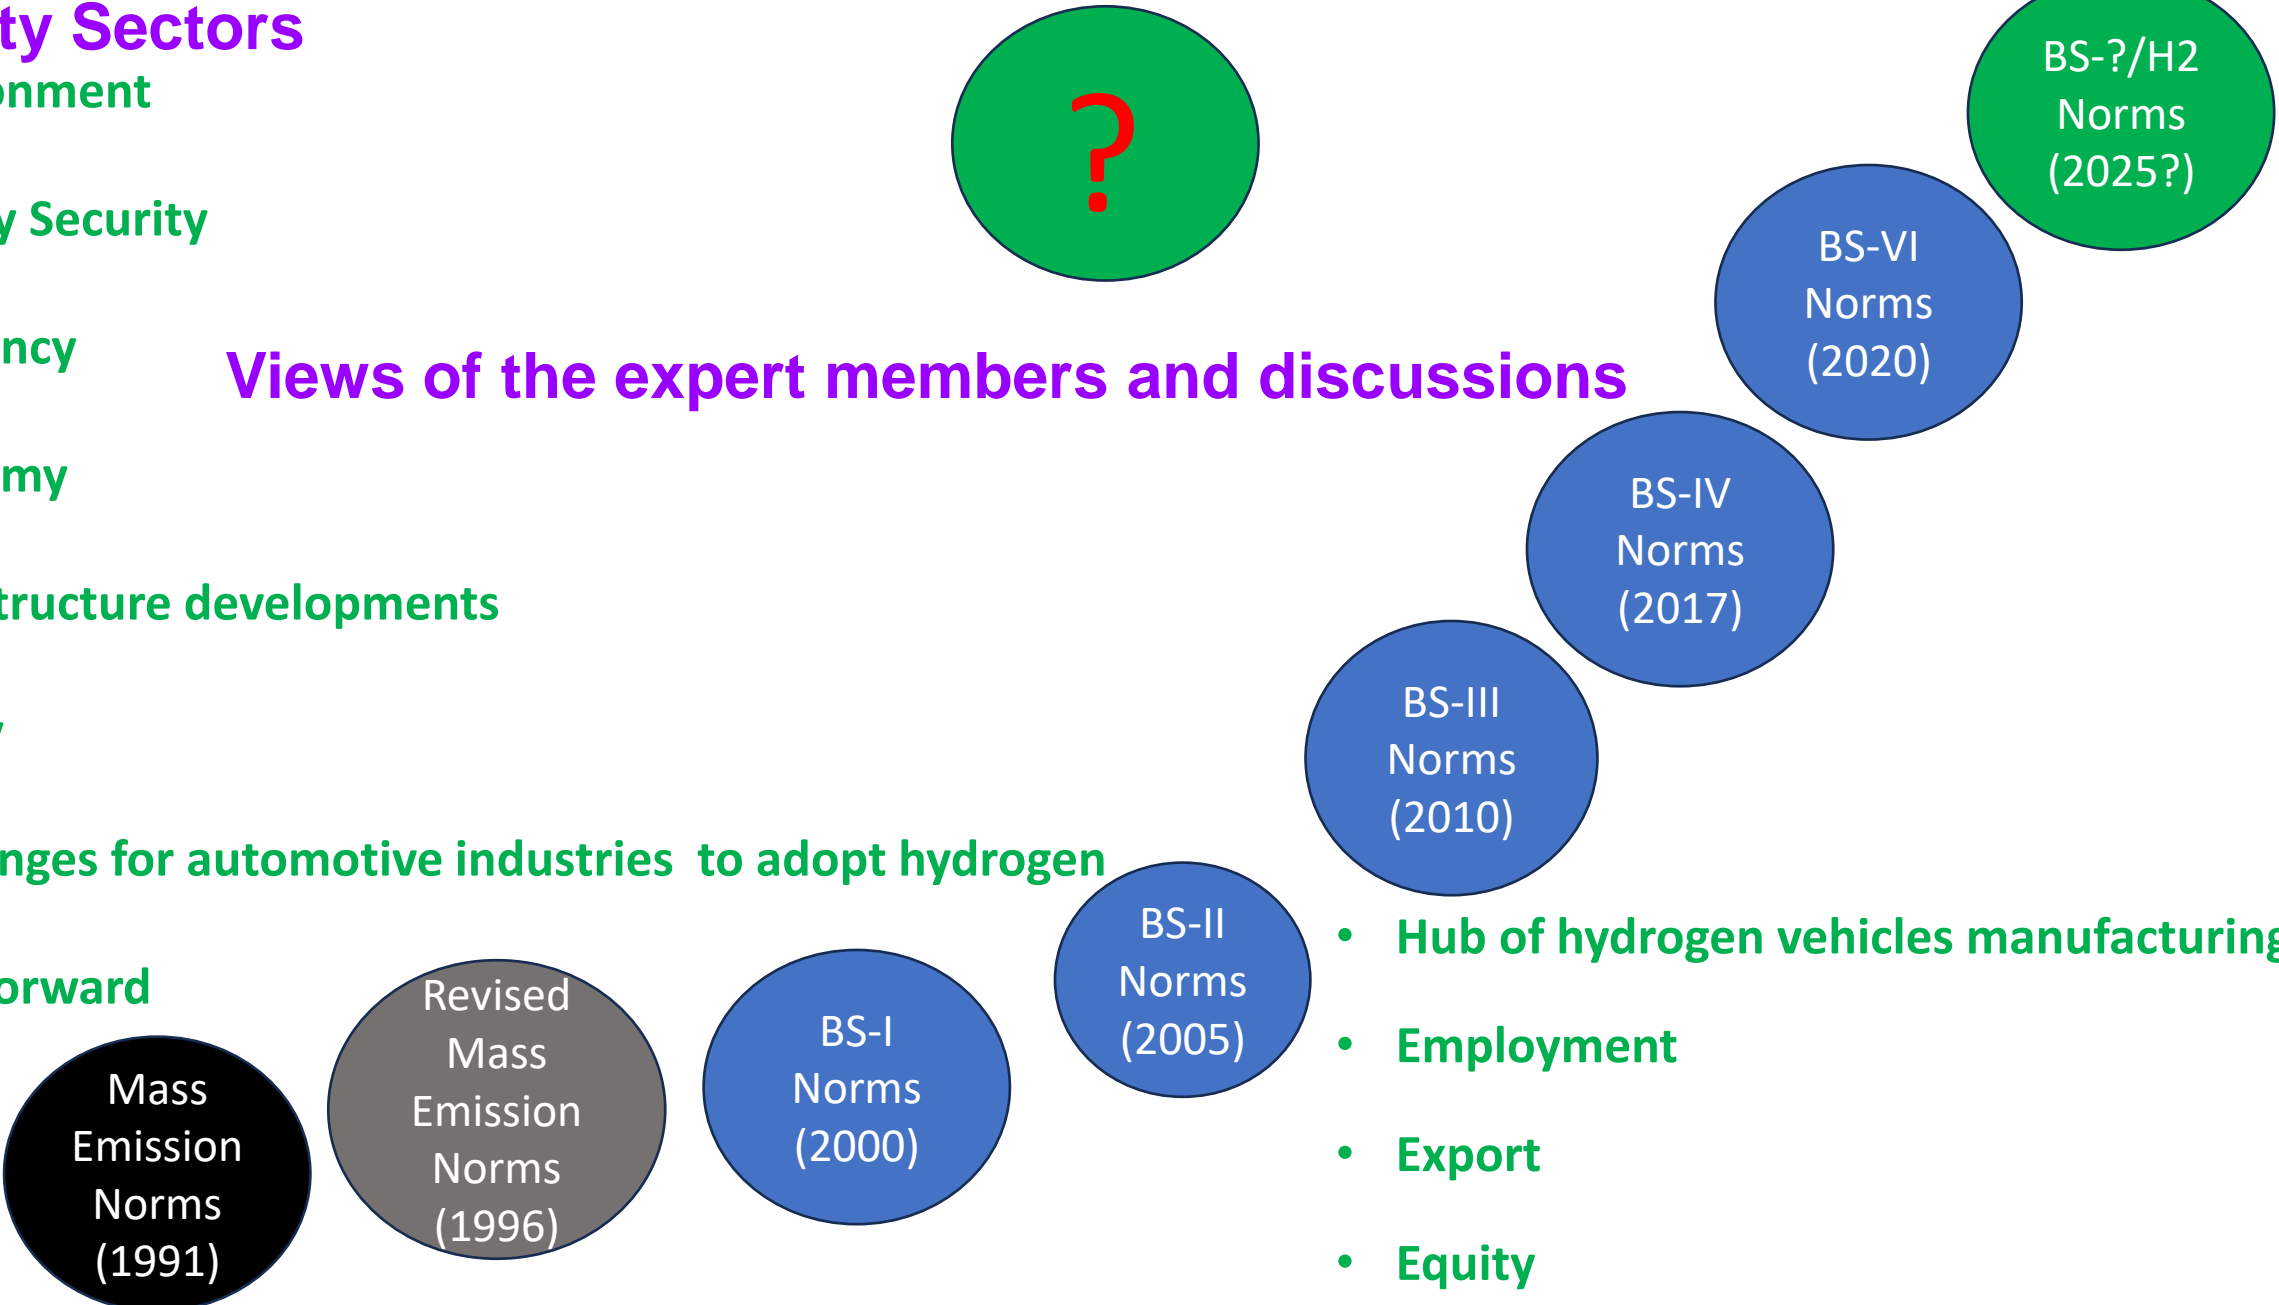 ty Sectors
onment
y Security
ncy
my
tructure developments
nges for automotive industries  to adopt hydrogen
orward
?
Views of the expert members and discussions
Mass
Emission
Norms
(1991)
Revised
Mass
Emission
Norms
(1996)
BS-I
Norms
(2000)
BS-II
Norms
(2005)
BS-III
Norms
(2010)
BS-IV
Norms
(2017)
BS-VI
Norms
(2020)
BS-?/H2
Norms
(2025?)
• Hub of hydrogen vehicles manufacturing
• Employment
• Export
• Equity